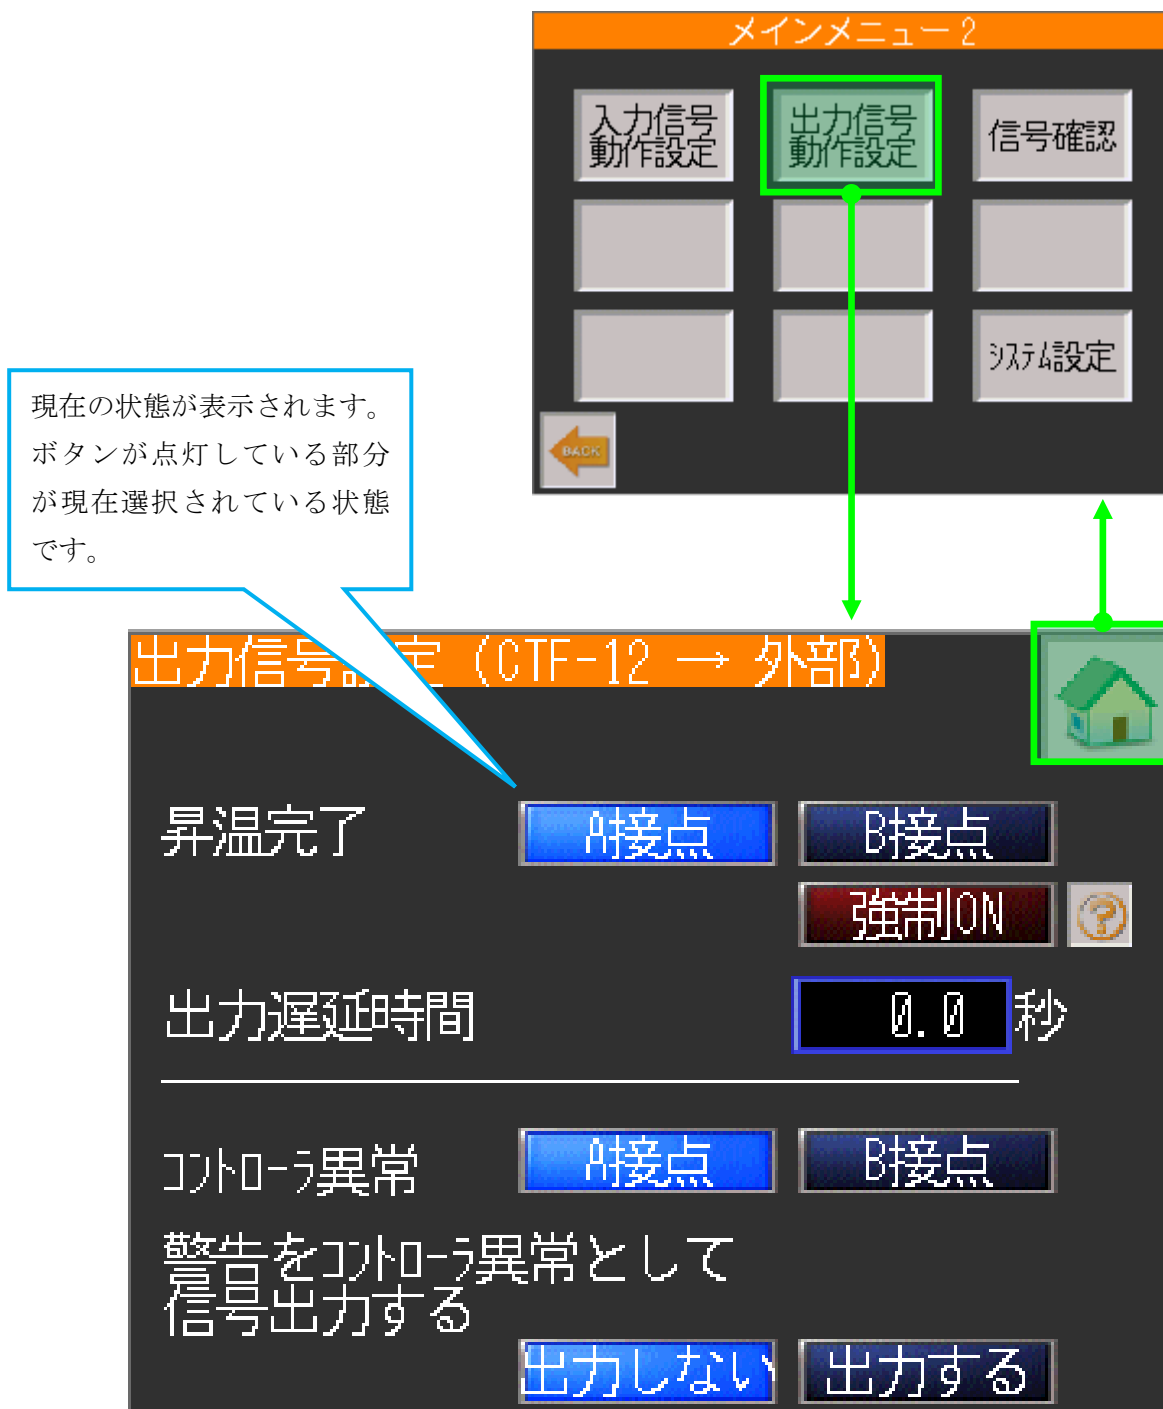 メインメニュー2
入力信号
動作設定
出力信号
動作設定
信号確認
システム設定
BACK
現在の状態が表示されます。
ボタンが点灯している部分
が現在選択されている状態
です。
出力信号設定（CTF-12 → 外部）
昇温完了 A接点 B接点
強制ON ?
出力遅延時間 0.0 秒
コントローラ異常 A接点 B接点
警告をコントローラ異常として
信号出力する
出力しない 出力する